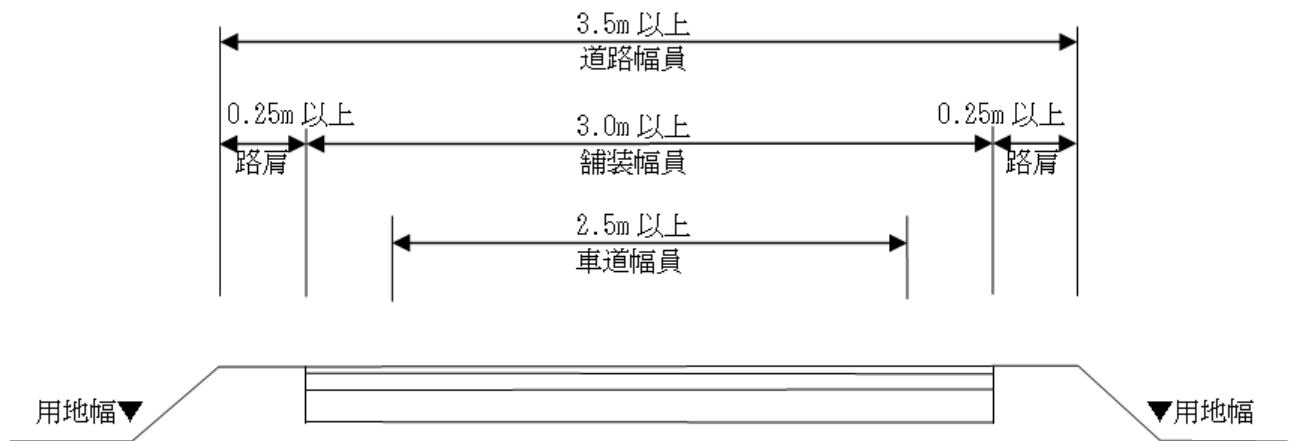 3.5m 以上
道路幅員
0.25m 以上
3.0m 以上
0.25m 以上
路肩
舗装幅員
路肩
2.5m 以上
車道幅員
用地幅▼
▼用地幅